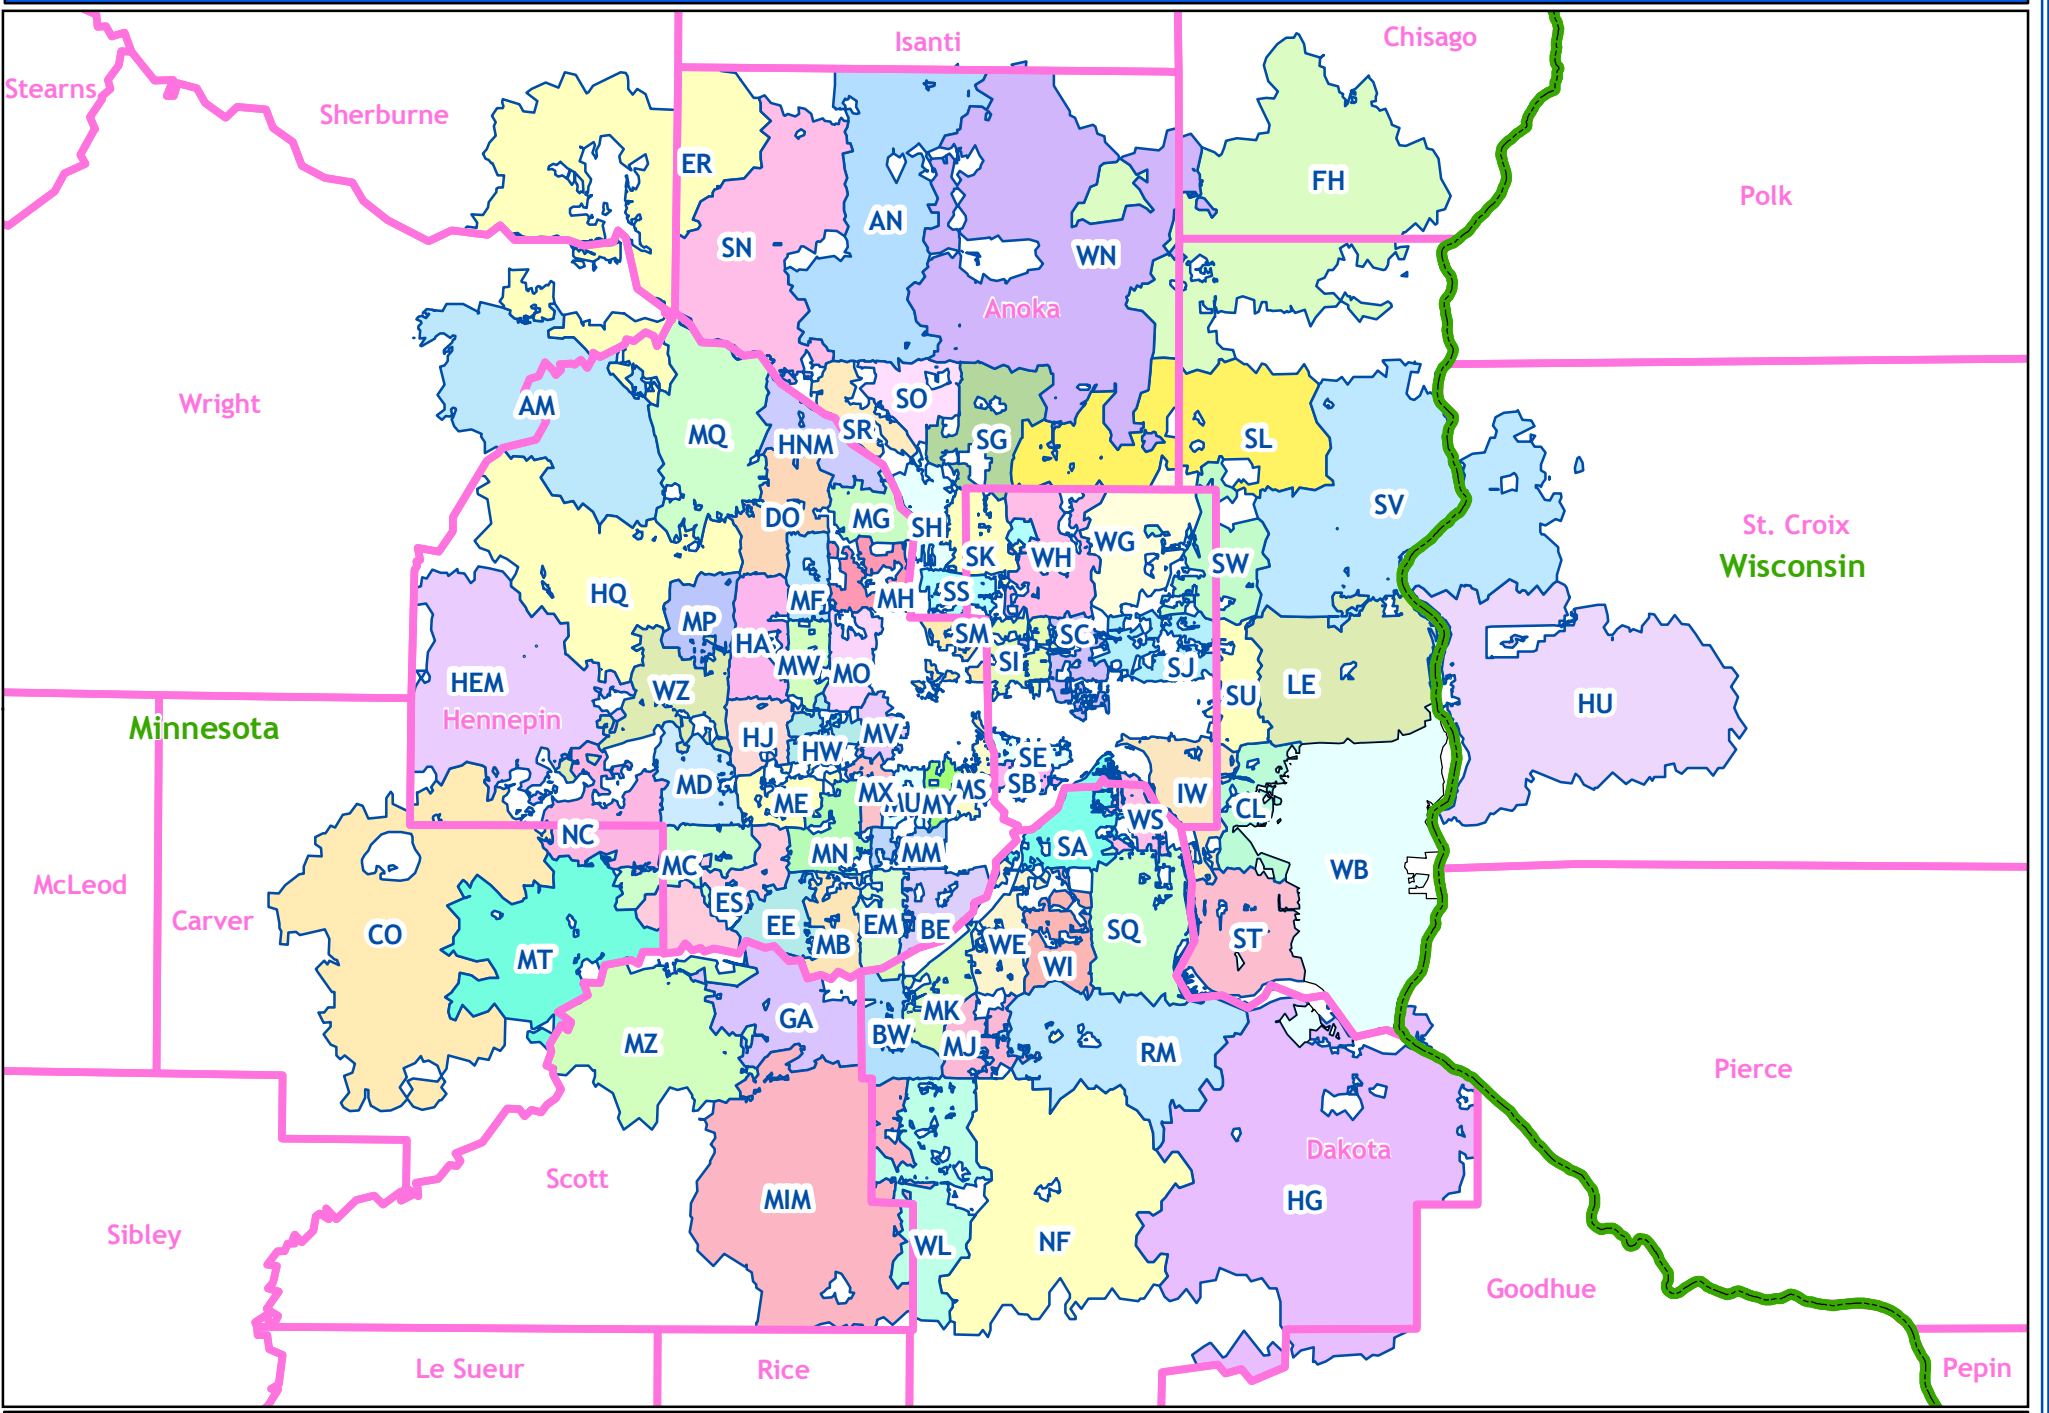 Isanti
Chisago
Stearns
Sherburne
ER
FH
Polk
AN
SN
WN
Anoka
Wright
AM
SO
MQ
HNM
SR
SG
SL
SV
DO
MG
SH
St. Croix
Wisconsin
SK
WH
WG
SW
HQ
MF
MH
SS
MP
HA
SM
SC
MW
MO
SI
SJ
HEM
WZ
SU
LE
HU
Hennepin
Minnesota
HJ
HW
MV
SE
MD
ME
MX
MU
MY
MS
SB
IW
CL
NC
WS
MC
MN
MM
SA
WB
McLeod
Carver
ES
CO
EE
MB
EM
BE
WE
SQ
ST
MT
WI
GA
MK
MZ
BW
MJ
RM
Pierce
Dakota
Scott
MIM
HG
Sibley
WL
NF
Goodhue
Le Sueur
Rice
Pepin